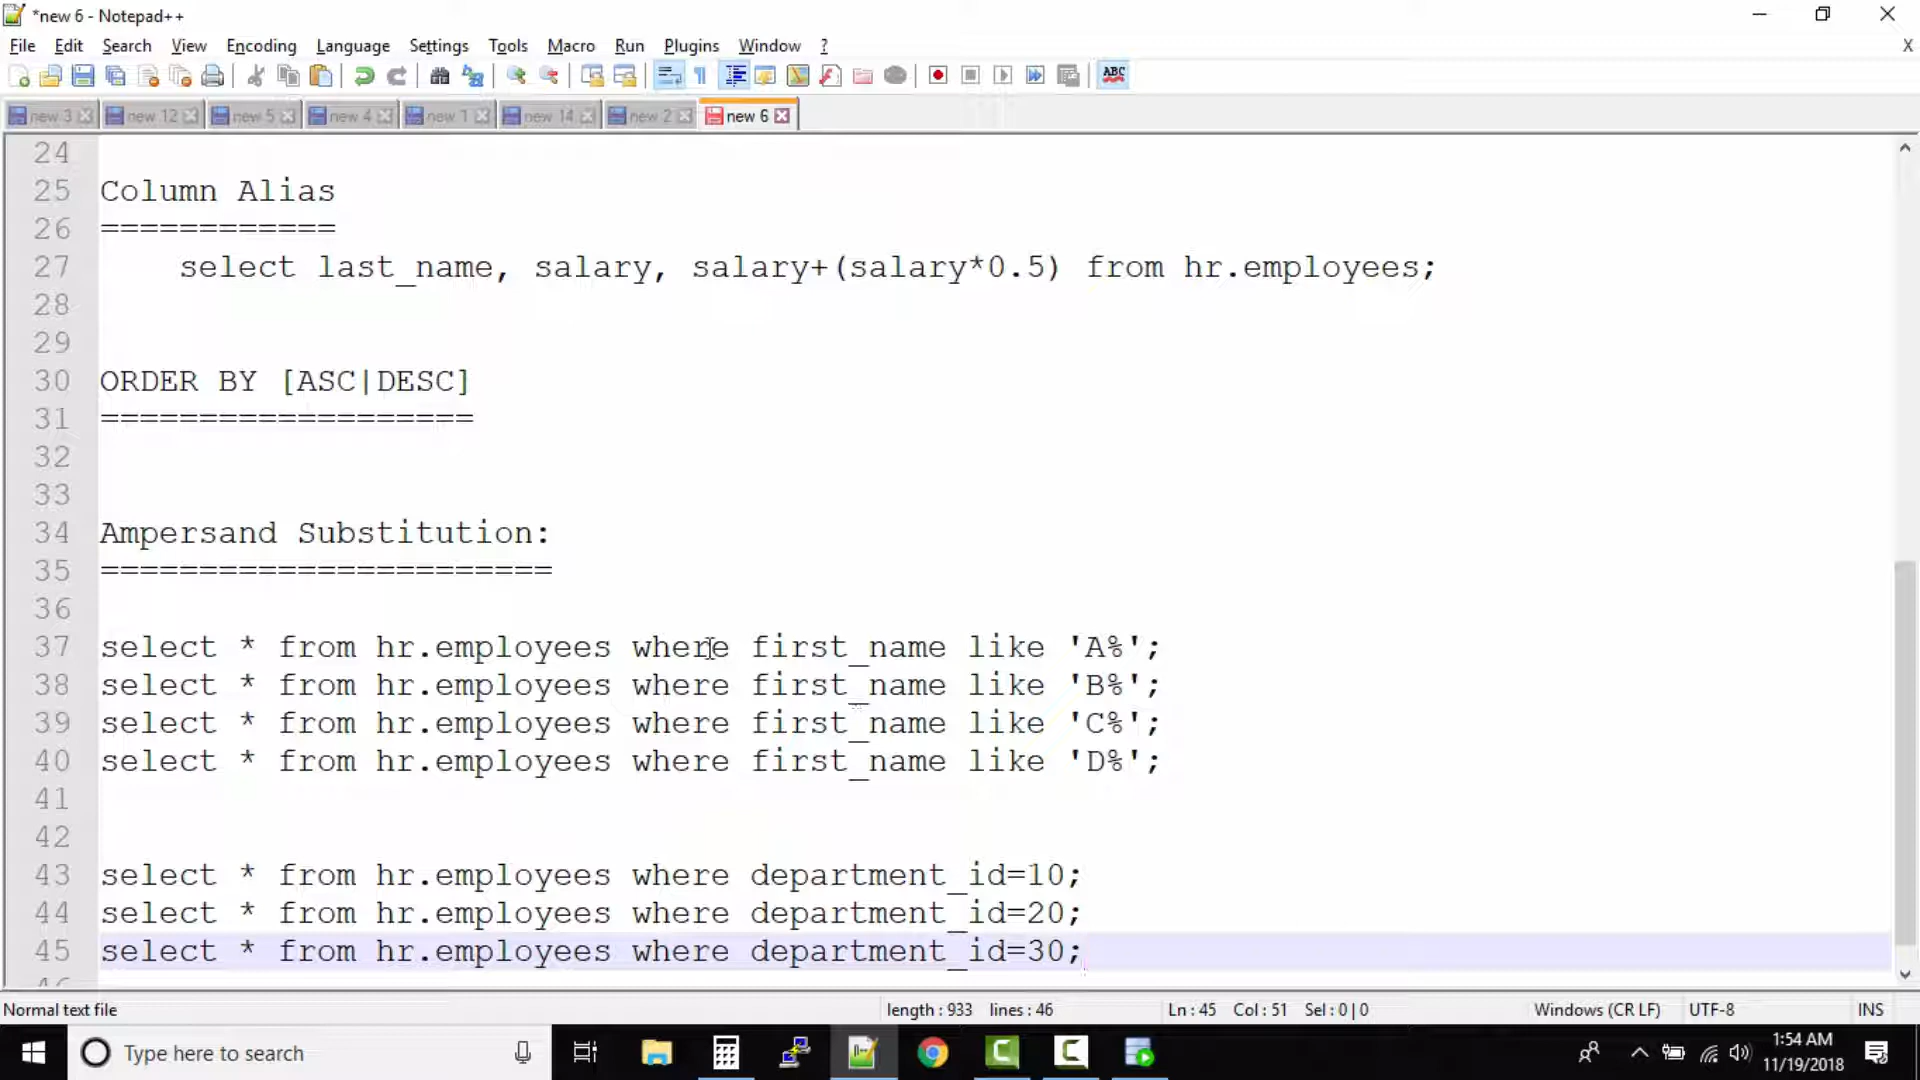 *new 6 - Notepad++
File Edit Search View Encoding Language Settings Tools Macro Run Plugins Window ? X
ABC
new 3 new 12 new 5 new 4 new 1 new 14 new 2 new 6
24
25 Column Alias
26 ============
27 select last_name, salary, salary+(salary*0.5) from hr.employees;
28
29
30 ORDER BY [ASC|DESC]
31 ===================
32
33
34 Ampersand Substitution:
35 =======================
36
37 select * from hr.employees where first_name like 'A%';
38 select * from hr.employees where first_name like 'B%';
39 select * from hr.employees where first_name like 'C%';
40 select * from hr.employees where first_name like 'D%';
41
42
43 select * from hr.employees where department_id=10;
44 select * from hr.employees where department_id=20;
45 select * from hr.employees where department_id=30;
46
Normal text file length : 933 lines : 46 Ln : 45 Col : 51 Sel : 0 | 0 Windows (CR LF) UTF-8 INS
Type here to search
1:54 AM
11/19/2018